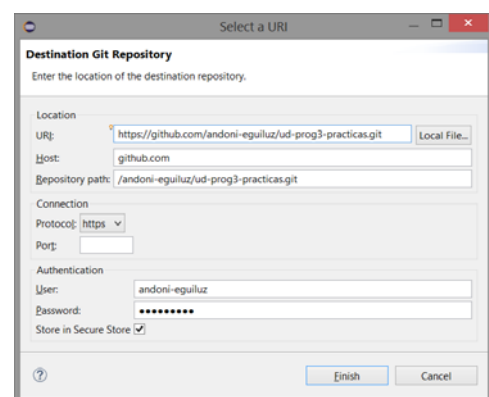 Select a URI
Destination Git Repository
Enter the location of the destination repository.
Location
URI: https://github.com/andoni-eguiluz/ud-prog3-practicas.git Local File...
Host: github.com
Repository path: /andoni-eguiluz/ud-prog3-practicas.git
Connection
Protocol: https
Port:
Authentication
User: andoni-eguiluz
Password: •••••••••
Store in Secure Store
Finish Cancel